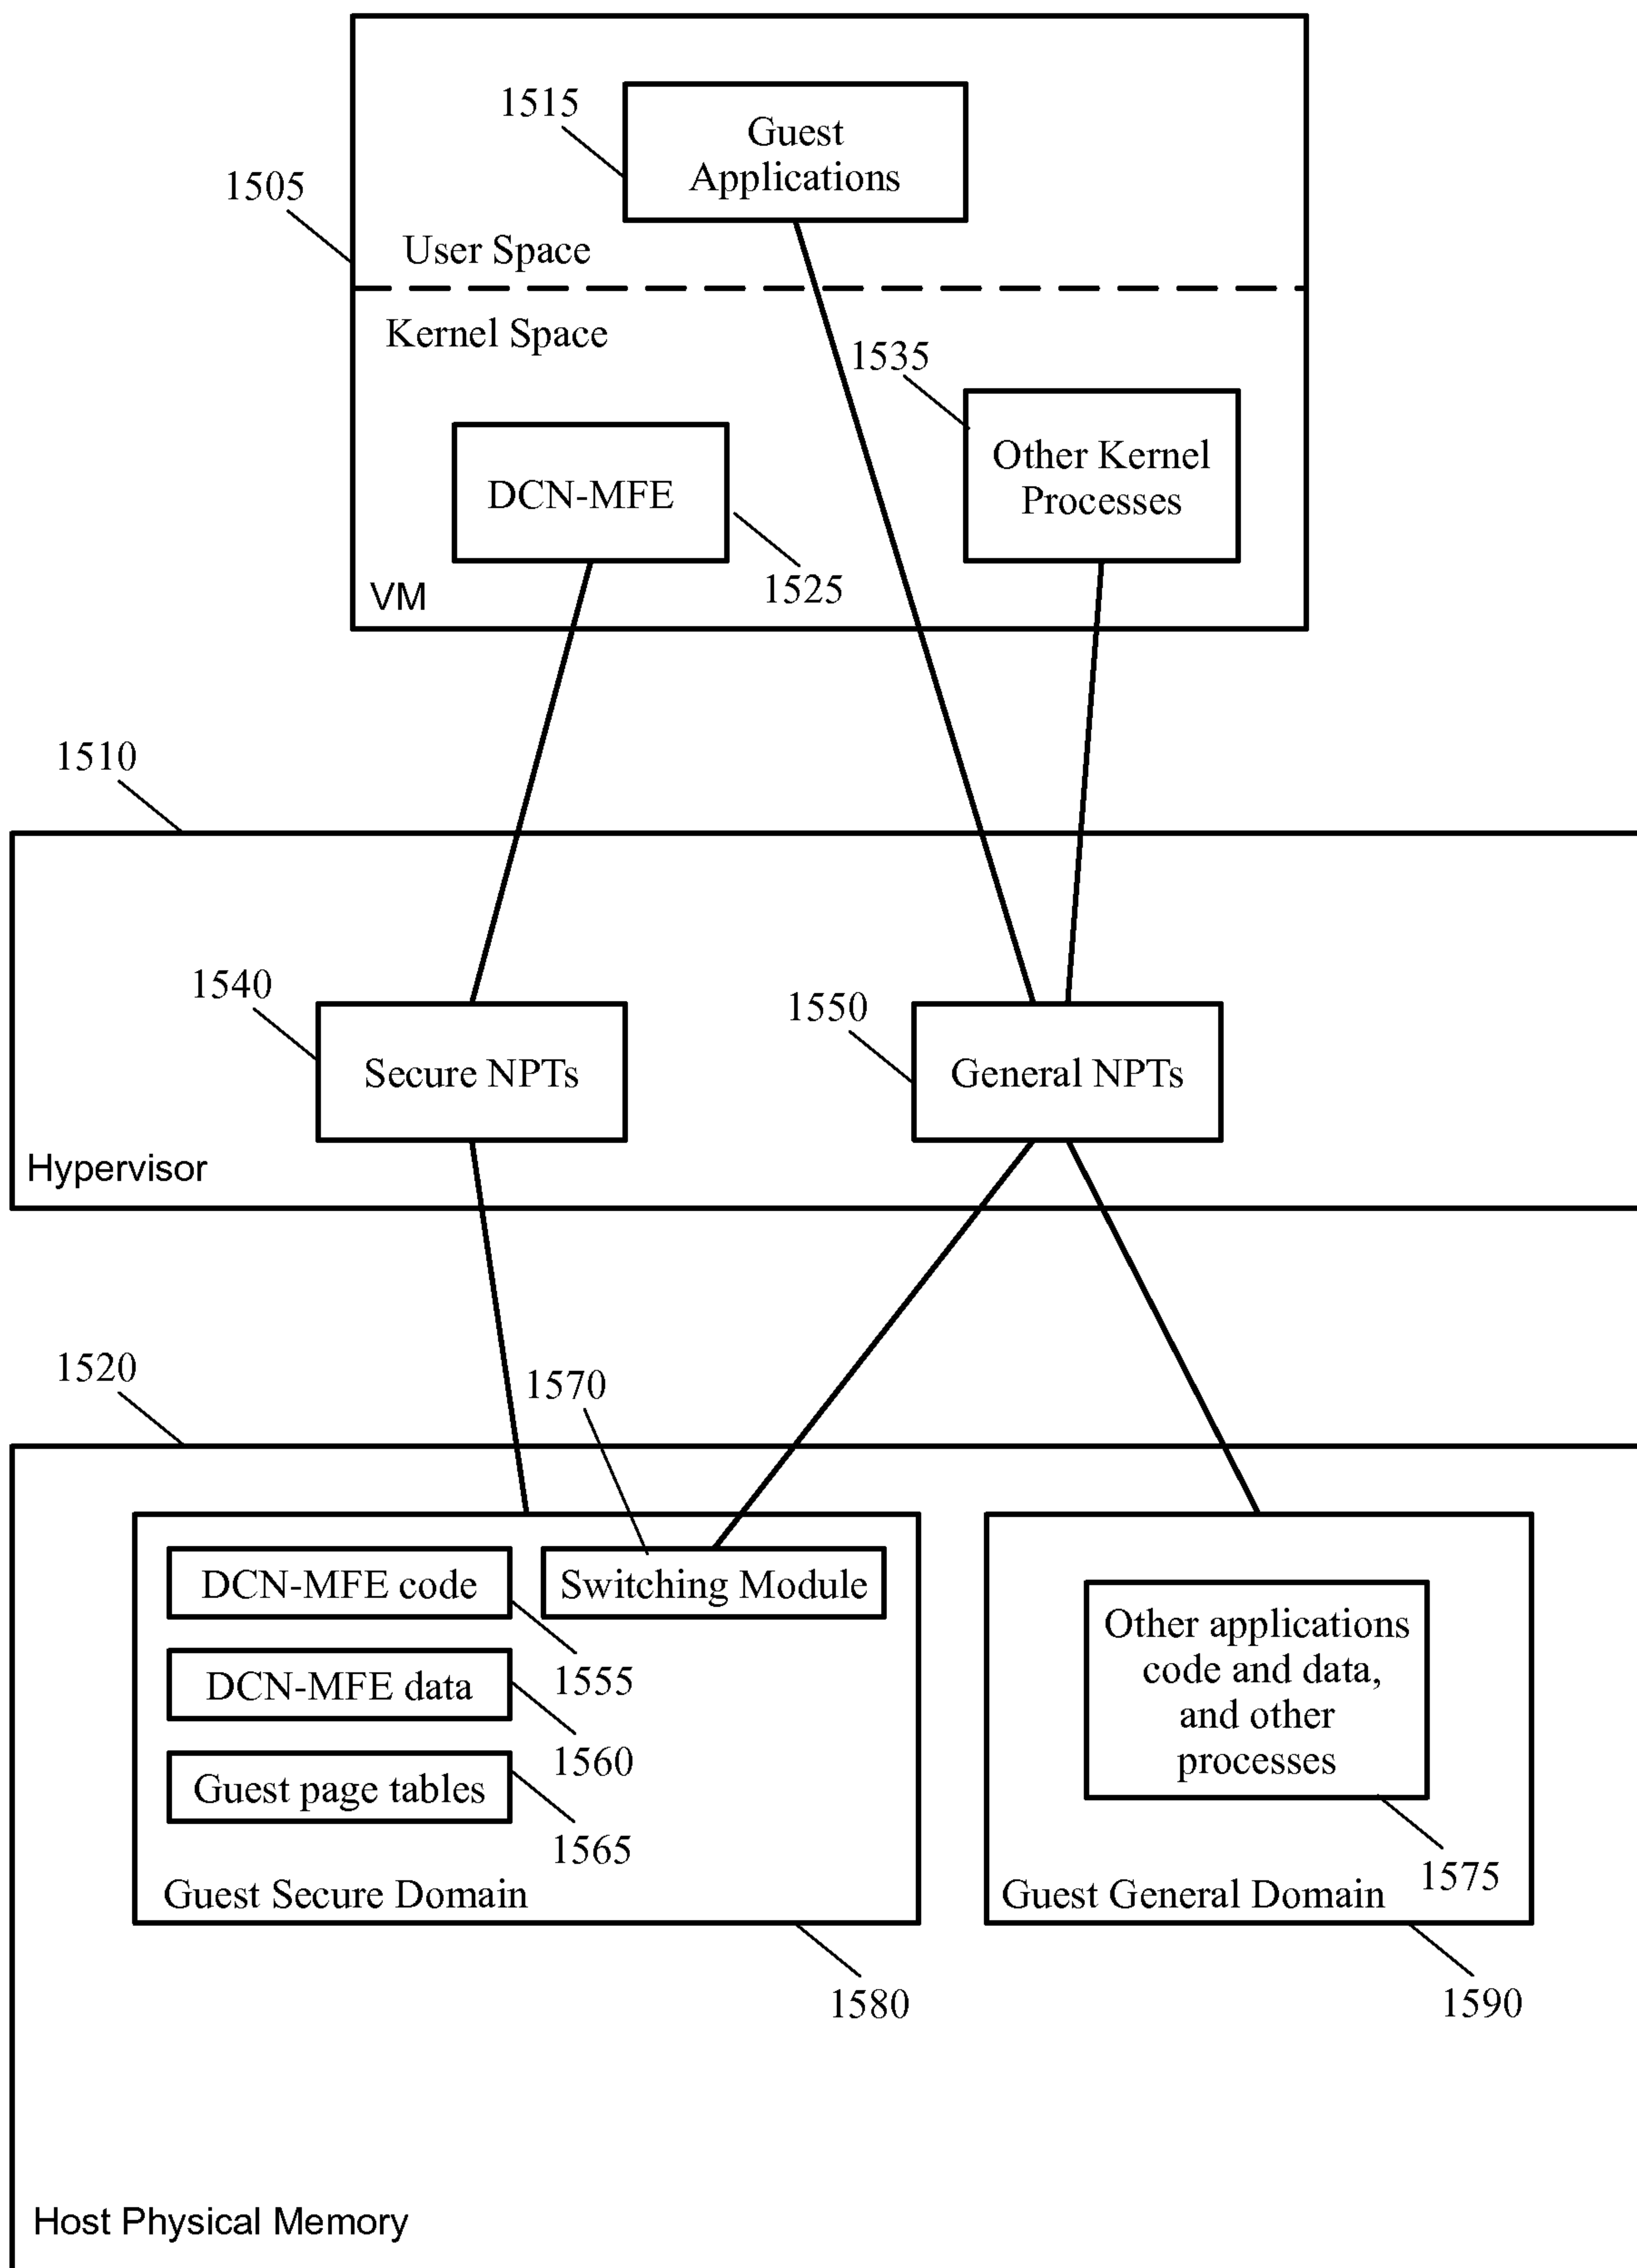 1515
Guest
Applications
1505
User Space
Kernel Space
1535
Other Kernel
Processes
DCN-MFE
1525
VM
1510
1540
1550
Secure NPTs
General NPTs
Hypervisor
1520
1570
DCN-MFE code
Switching Module
1555
DCN-MFE data
1560
Guest page tables
1565
Guest Secure Domain
1580
Other applications
code and data,
and other
processes
1575
Guest General Domain
1590
Host Physical Memory